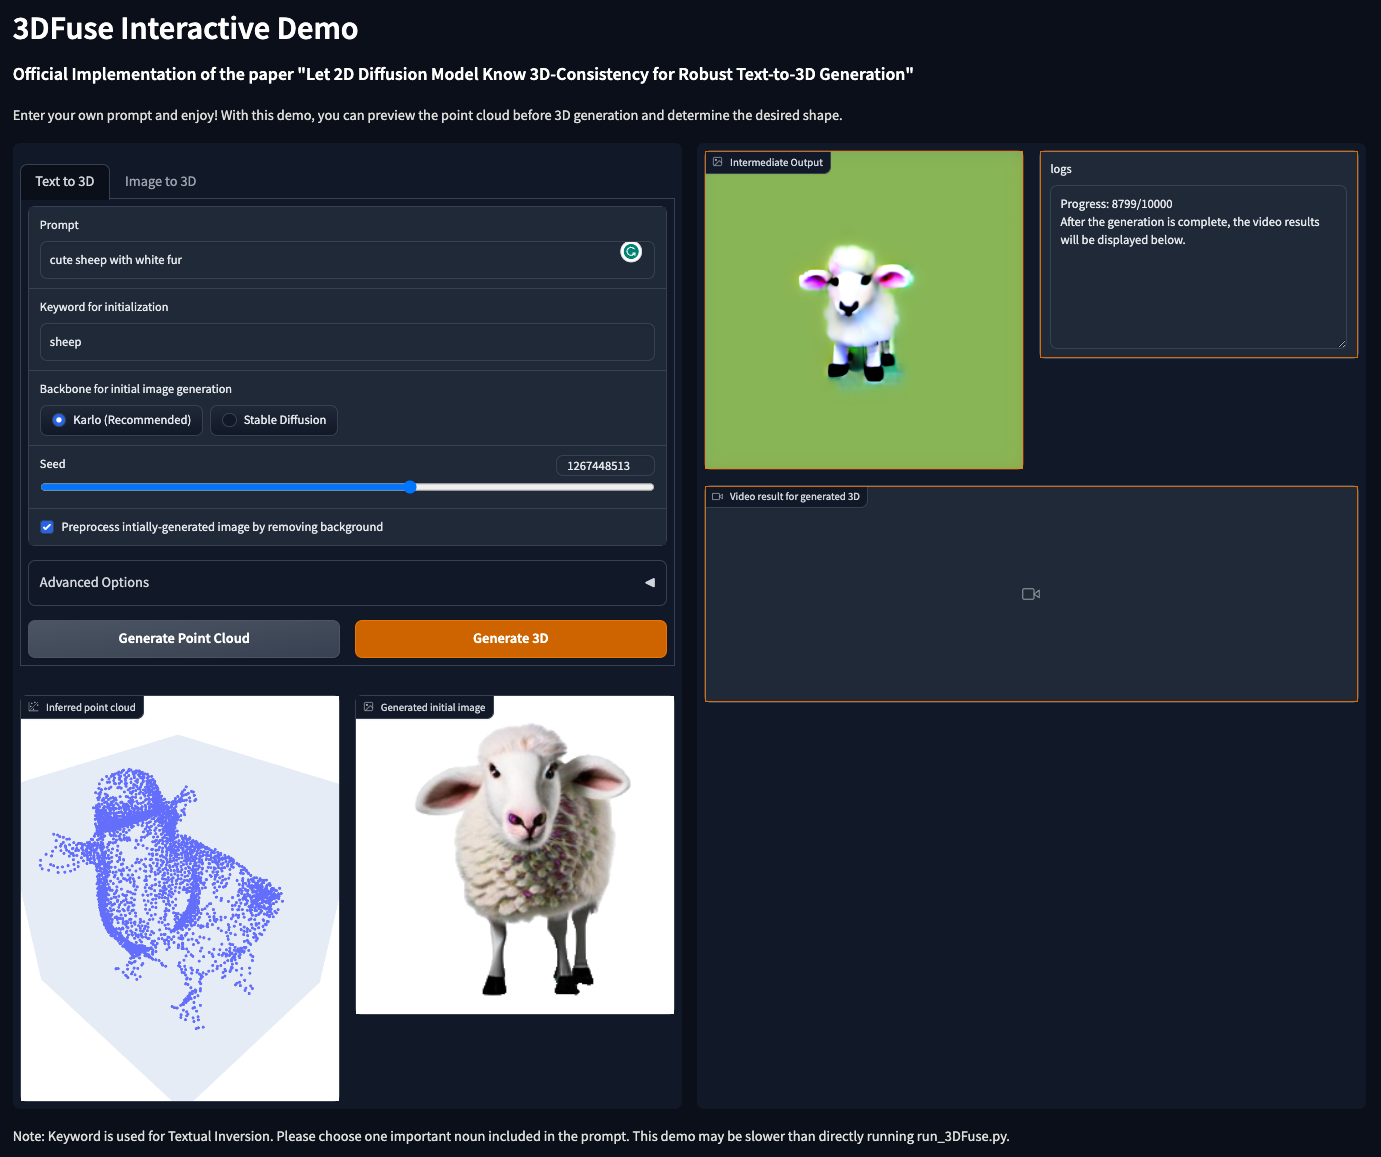 3DFuse Interactive Demo
Official Implementation of the paper "Let 2D Diffusion Model Know 3D-Consistency for Robust Text-to-3D Generation"
Enter your own prompt and enjoy! With this demo, you can preview the point cloud before 3D generation and determine the desired shape.
Text to 3D
Image to 3D
Prompt
cute sheep with white fur
Keyword for initialization
sheep
Backbone for initial image generation
Karlo (Recommended)
Stable Diffusion
Seed
1267448513
Preprocess intially-generated image by removing background
Advanced Options
Generate Point Cloud
Generate 3D
Inferred point cloud
Generated initial image
Intermediate Output
logs
Progress: 8799/10000
After the generation is complete, the video results
will be displayed below.
Video result for generated 3D
Note: Keyword is used for Textual Inversion. Please choose one important noun included in the prompt. This demo may be slower than directly running run_3DFuse.py.